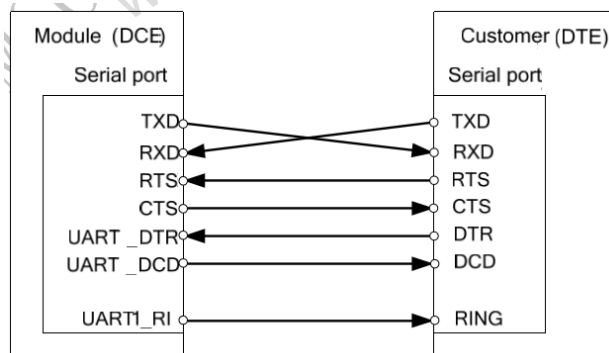 Module (DCE)
Customer (DTE)
Serial port
Serial port
TXD
TXD
RXD
RXD
RTS
RTS
CTS
CTS
UART _DTR
DTR
UART _DCD
DCD
UART1_RI
RING